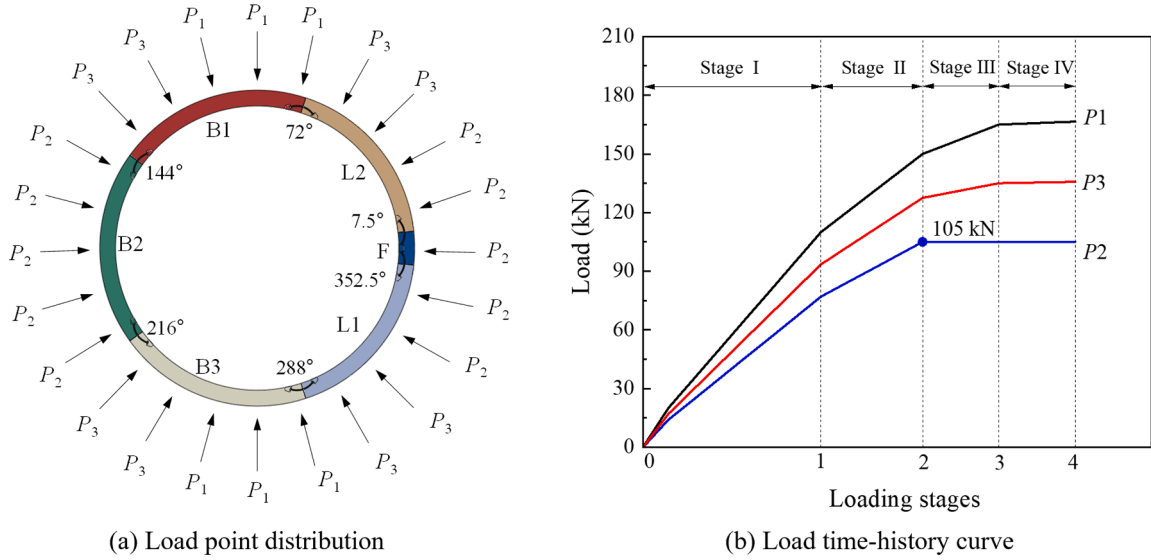 P₁ P₁ P₁
P₃ P₃
P₃ P₃
P₂ P₂
P₂ P₂
P₂ P₂
P₂ P₂
P₂ P₂
P₃ P₃
P₃ P₃
P₁ P₁ P₁
B1
72°
144°
L2
7.5°
B2
F
352.5°
L1
216°
B3
288°
(a) Load point distribution
210
180
150
120
90
60
30
0
Load (kN)
Stage I
Stage II
Stage III
Stage IV
P1
P3
105 kN
P2
0 1 2 3 4
Loading stages
(b) Load time-history curve